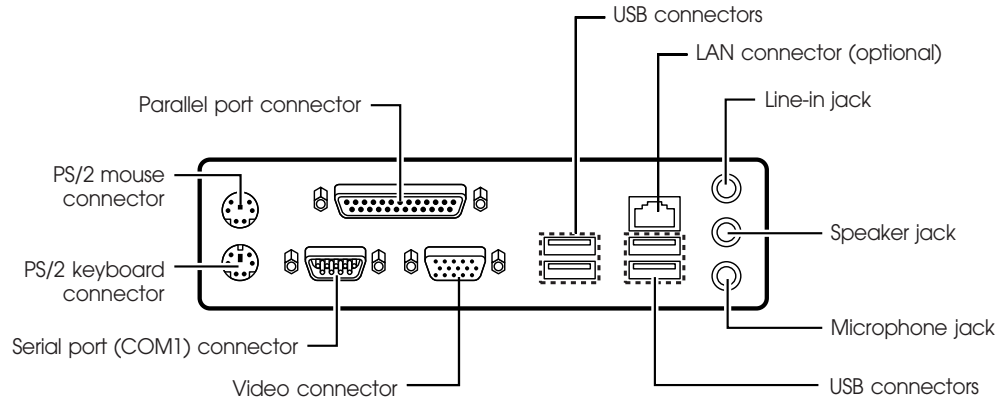 USB connectors
LAN connector (optional)
Parallel port connector
Line-in jack
PS/2 mouse
connector
Speaker jack
PS/2 keyboard
connector
Microphone jack
Serial port (COM1) connector
Video connector
USB connectors